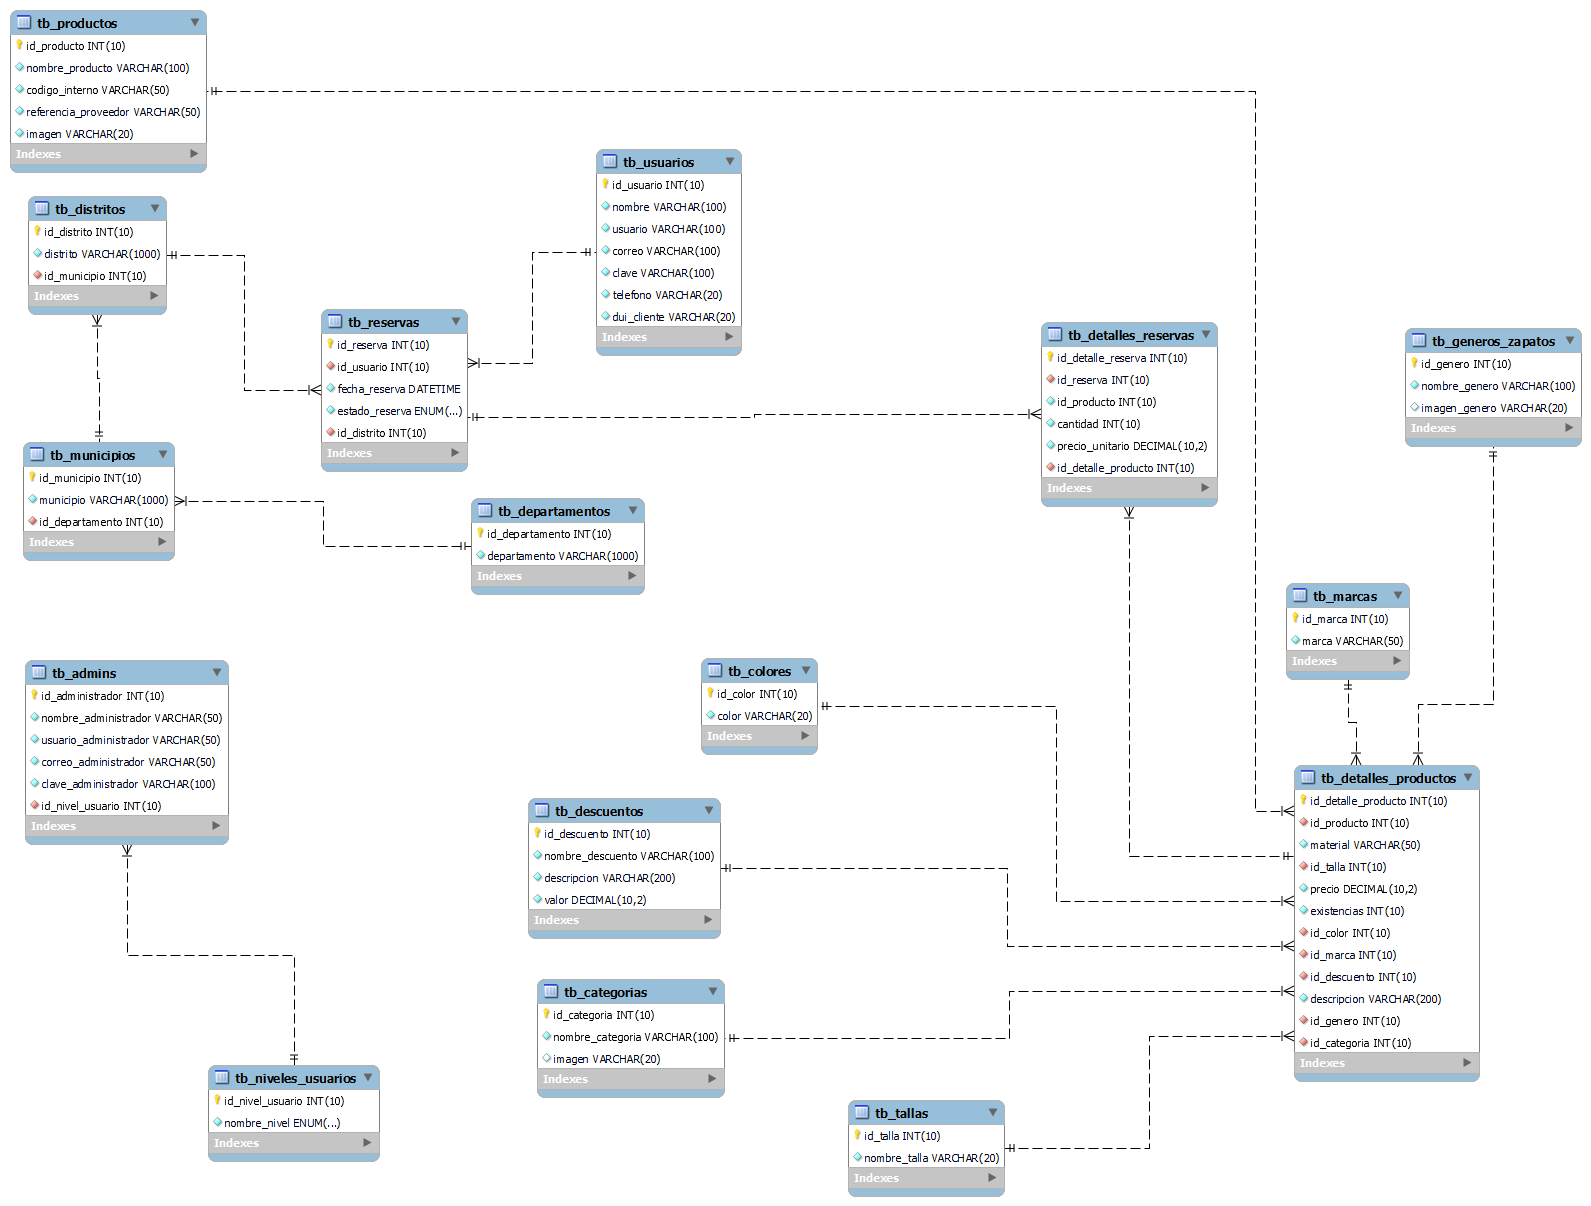 tb_productos
id_producto INT(10)
nombre_producto VARCHAR(100)
codigo_interno VARCHAR(50)
referencia_proveedor VARCHAR(50)
imagen VARCHAR(20)
Indexes
tb_usuarios
id_usuario INT(10)
nombre VARCHAR(100)
usuario VARCHAR(100)
correo VARCHAR(100)
clave VARCHAR(100)
telefono VARCHAR(20)
dui_cliente VARCHAR(20)
Indexes
tb_distritos
id_distrito INT(10)
distrito VARCHAR(1000)
id_municipio INT(10)
Indexes
tb_reservas
id_reserva INT(10)
id_usuario INT(10)
fecha_reserva DATETIME
estado_reserva ENUM(...)
id_distrito INT(10)
Indexes
tb_detalles_reservas
id_detalle_reserva INT(10)
id_reserva INT(10)
id_producto INT(10)
cantidad INT(10)
precio_unitario DECIMAL(10,2)
id_detalle_producto INT(10)
Indexes
tb_generos_zapatos
id_genero INT(10)
nombre_genero VARCHAR(100)
imagen_genero VARCHAR(20)
Indexes
tb_municipios
id_municipio INT(10)
municipio VARCHAR(1000)
id_departamento INT(10)
Indexes
tb_departamentos
id_departamento INT(10)
departamento VARCHAR(1000)
Indexes
tb_marcas
id_marca INT(10)
marca VARCHAR(50)
Indexes
tb_admins
id_administrador INT(10)
nombre_administrador VARCHAR(50)
usuario_administrador VARCHAR(50)
correo_administrador VARCHAR(50)
clave_administrador VARCHAR(100)
id_nivel_usuario INT(10)
Indexes
tb_colores
id_color INT(10)
color VARCHAR(20)
Indexes
tb_detalles_productos
id_detalle_producto INT(10)
id_producto INT(10)
material VARCHAR(50)
id_talla INT(10)
precio DECIMAL(10,2)
existencias INT(10)
id_color INT(10)
id_marca INT(10)
id_descuento INT(10)
descripcion VARCHAR(200)
id_genero INT(10)
id_categoria INT(10)
Indexes
tb_descuentos
id_descuento INT(10)
nombre_descuento VARCHAR(100)
descripcion VARCHAR(200)
valor DECIMAL(10,2)
Indexes
tb_categorias
id_categoria INT(10)
nombre_categoria VARCHAR(100)
imagen VARCHAR(20)
Indexes
tb_niveles_usuarios
id_nivel_usuario INT(10)
nombre_nivel ENUM(...)
Indexes
tb_tallas
id_talla INT(10)
nombre_talla VARCHAR(20)
Indexes